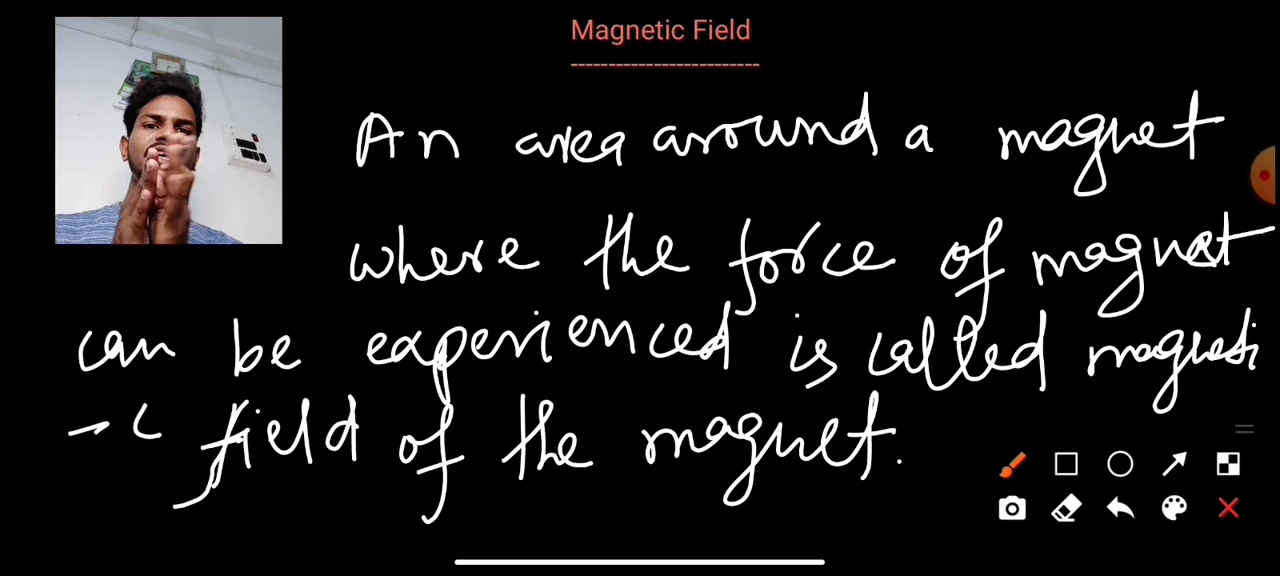 Magnetic Field
------------------------
An area around a magnet
where the force of magnet
can be experienced is called magneti
-c field of the magnet.